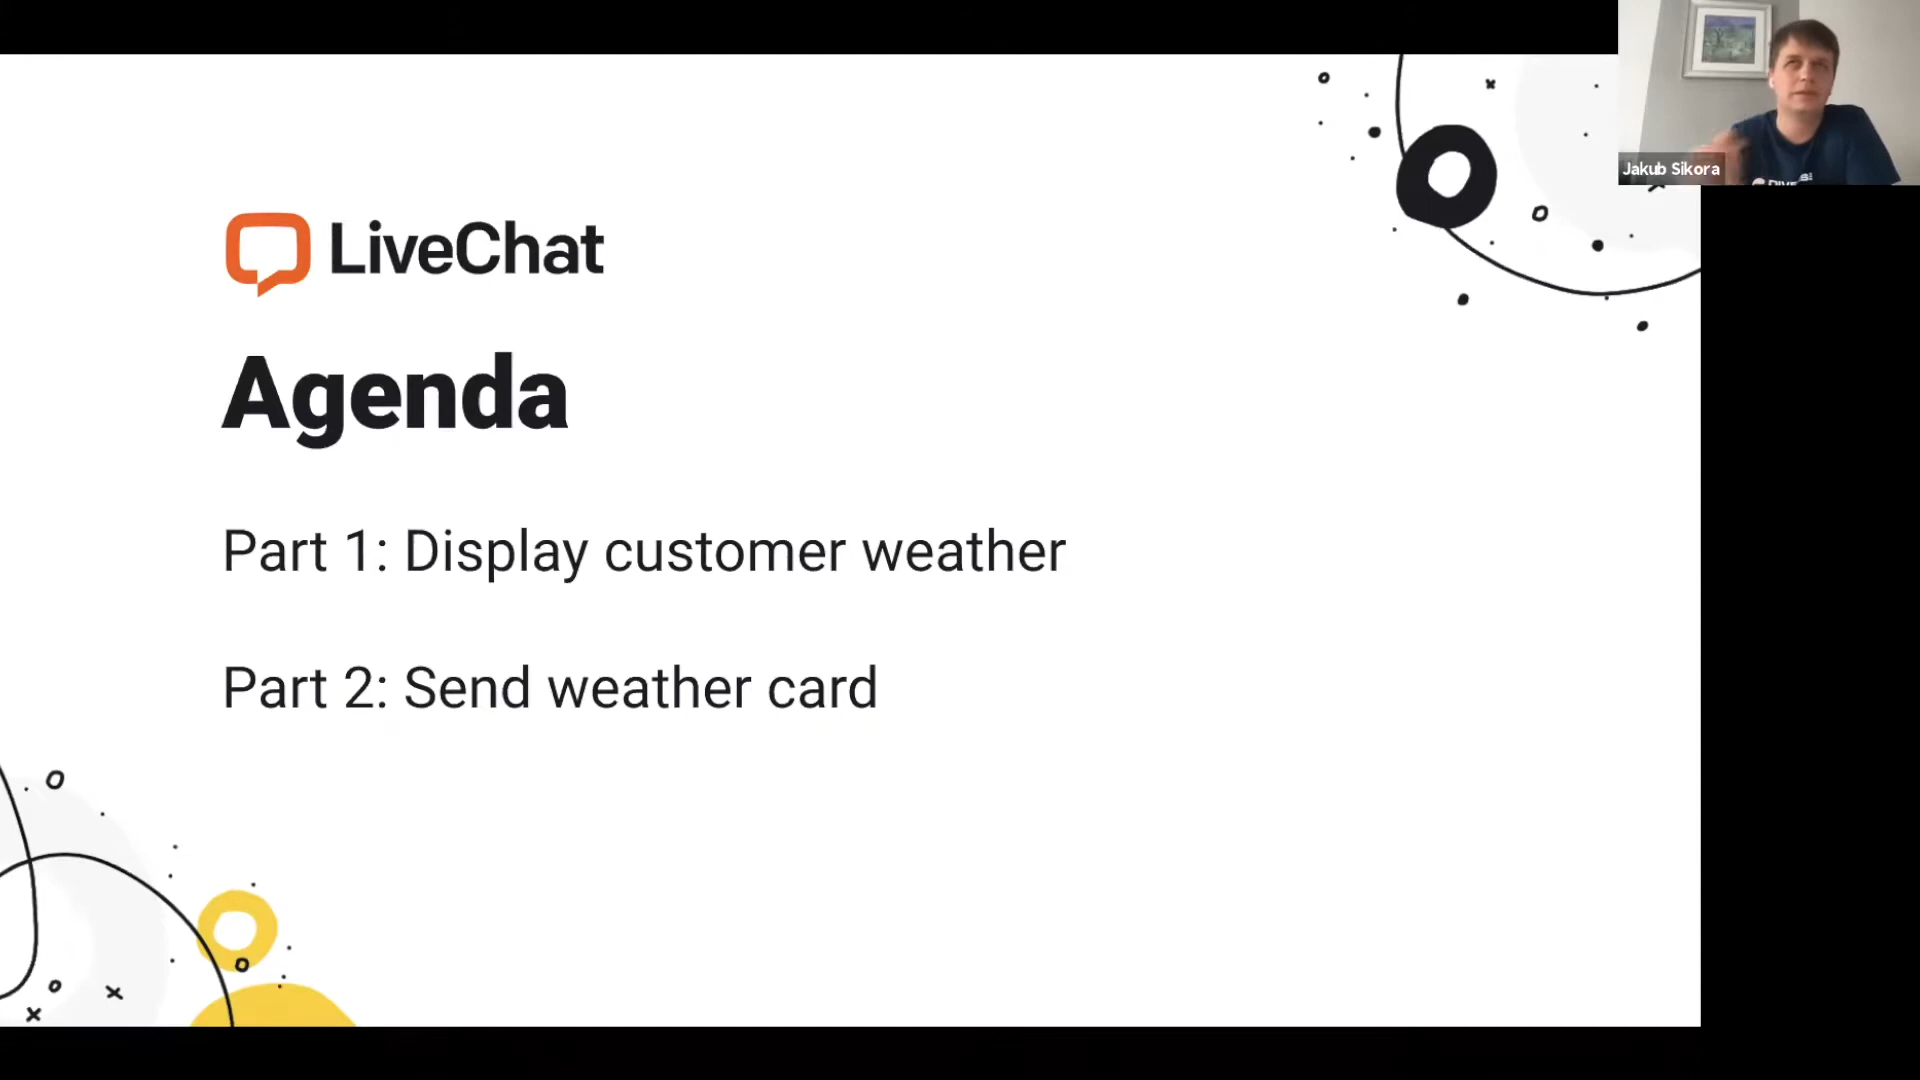 LiveChat
Agenda
Part 1: Display customer weather
Part 2: Send weather card
Jakub Sikora